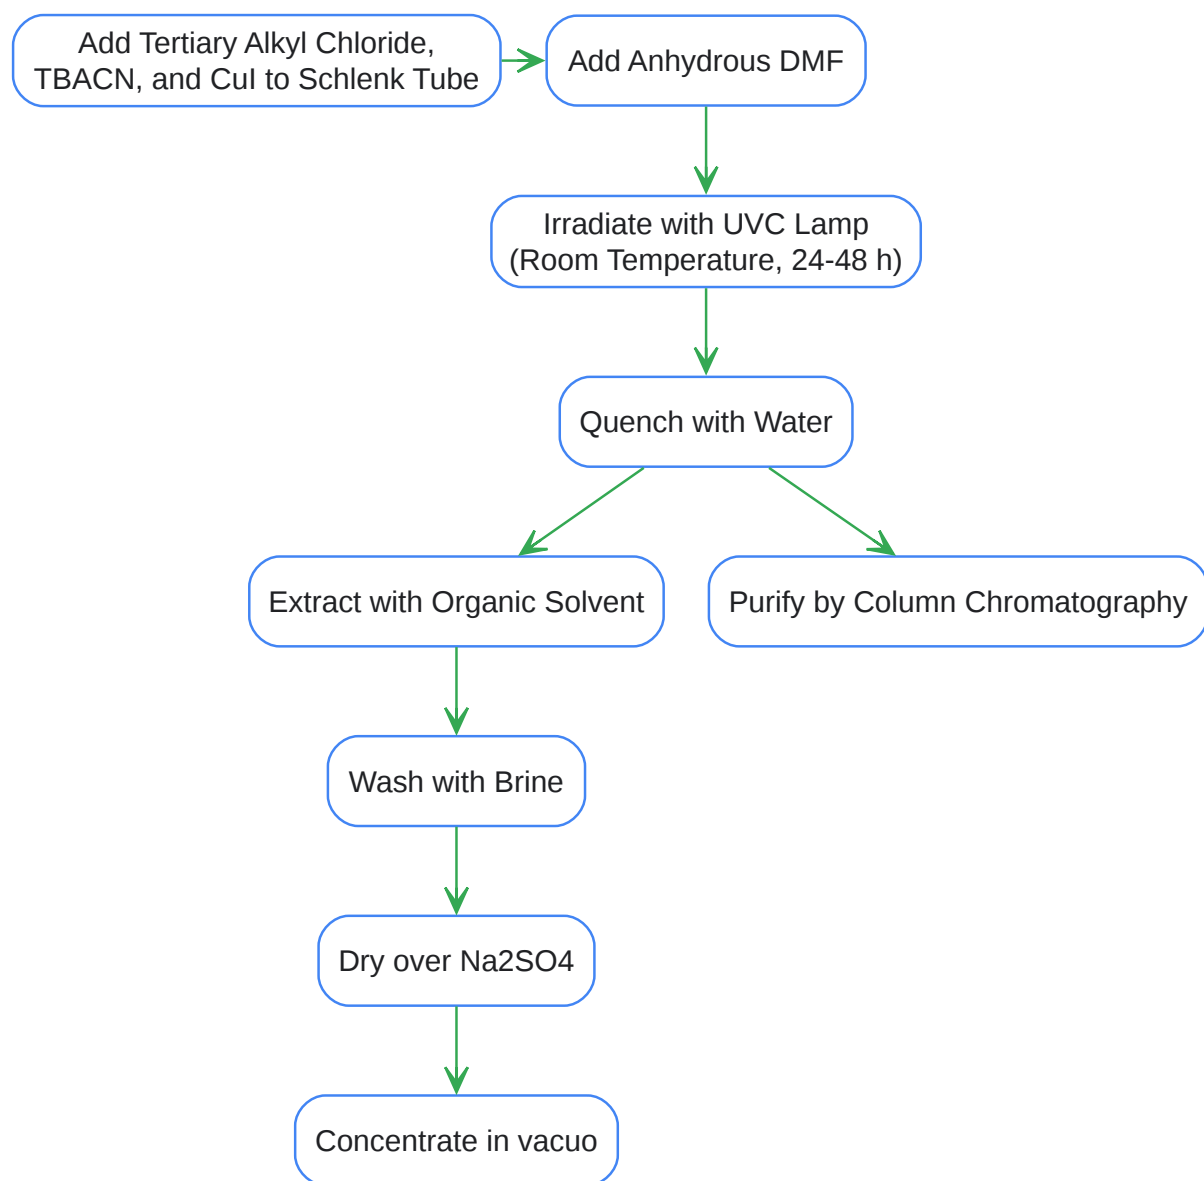 Add Tertiary Alkyl Chloride,
TBACN, and CuI to Schlenk Tube
Add Anhydrous DMF
Irradiate with UVC Lamp
(Room Temperature, 24-48 h)
Quench with Water
Extract with Organic Solvent
Purify by Column Chromatography
Wash with Brine
Dry over Na2SO4
Concentrate in vacuo